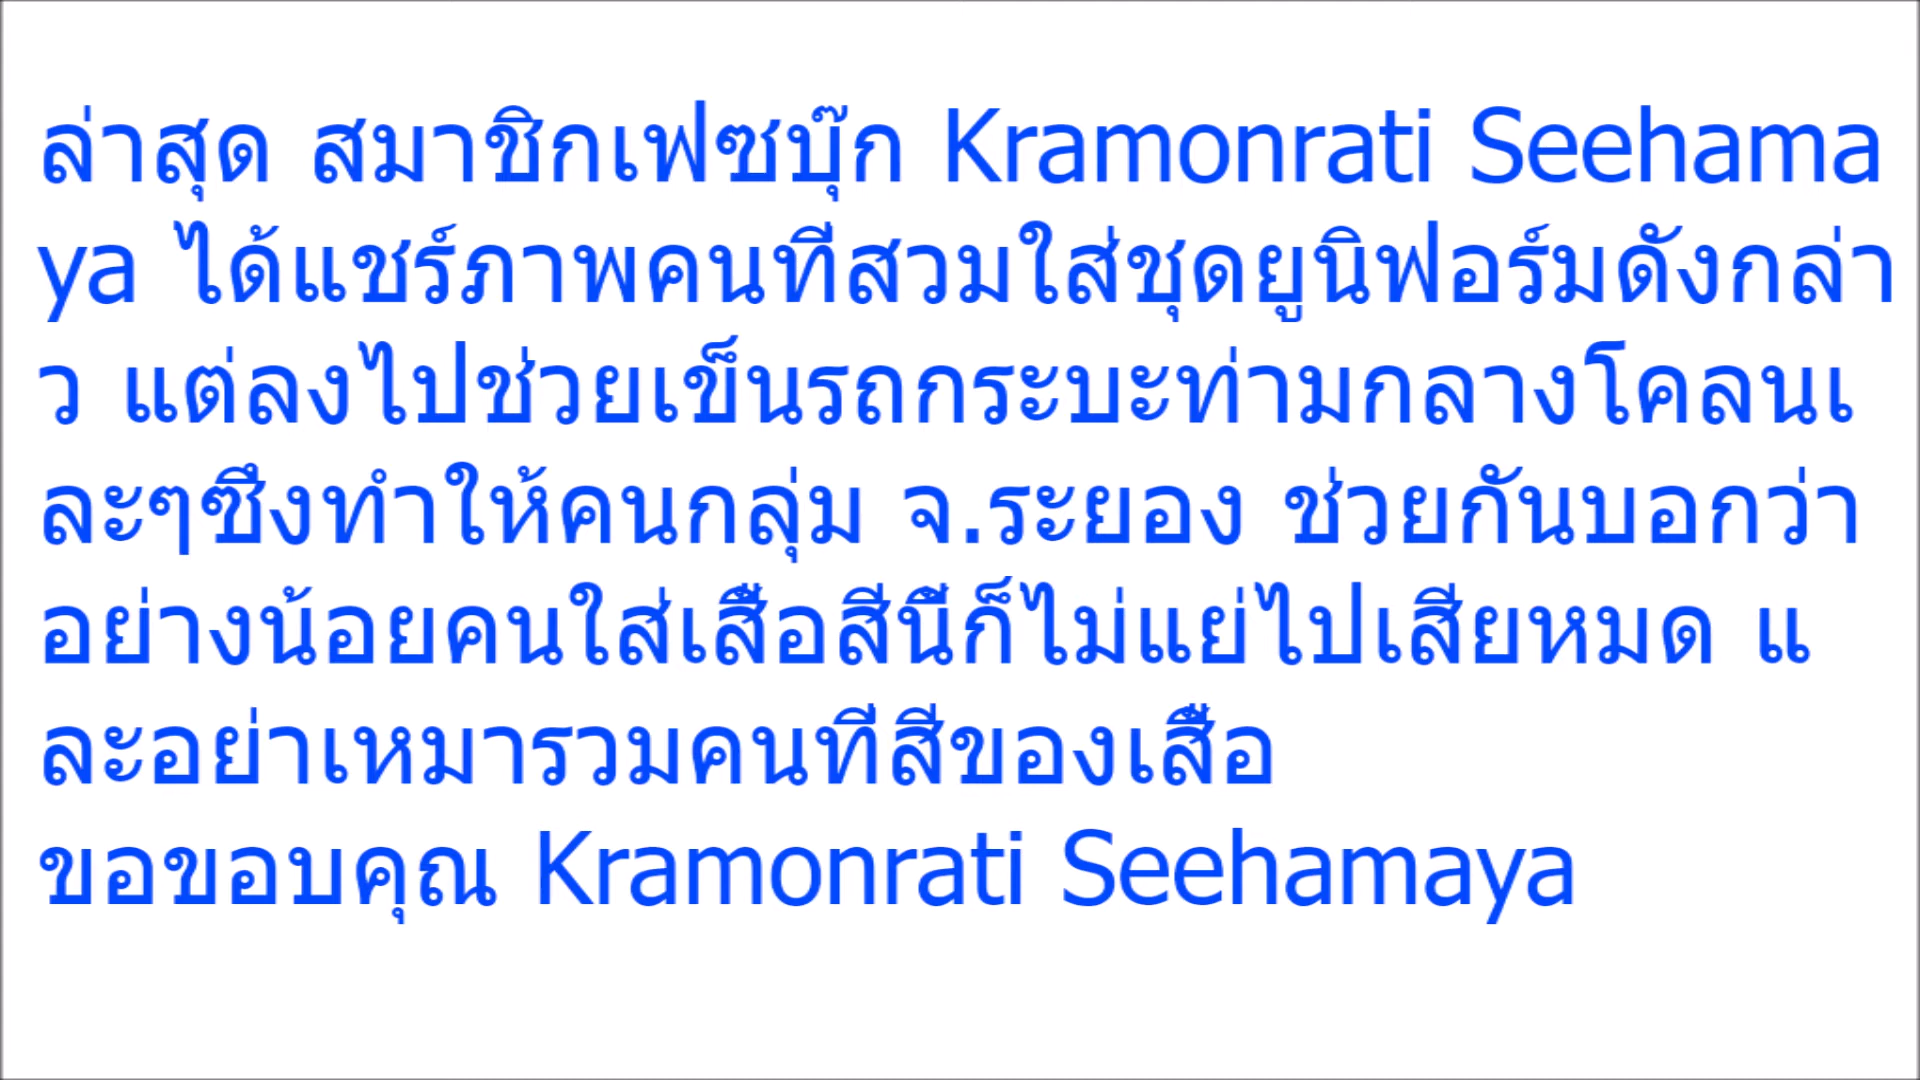 ล่าสุด สมาชิกเฟซบุ๊ก Kramonrati Seehama
ya ได้แชร์ภาพคนที่สวมใส่ชุดยูนิฟอร์มดังกล่า
ว แต่ลงไปช่วยเข็นรถกระบะท่ามกลางโคลนเ
ละๆซึ่งทำให้คนกลุ่ม จ.ระยอง ช่วยกันบอกว่า
อย่างน้อยคนใส่เสื้อสีนี้ก็ไม่แย่ไปเสียหมด แ
ละอย่าเหมารวมคนที่สีของเสื้อ
ขอขอบคุณ Kramonrati Seehamaya